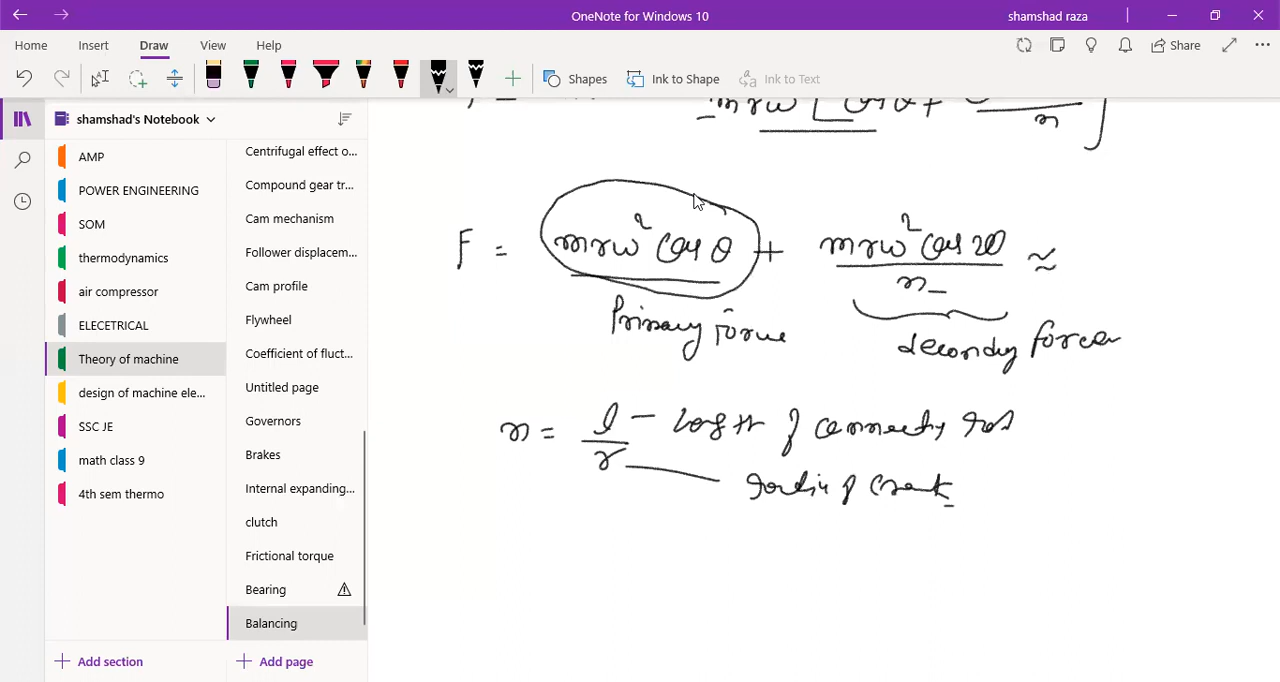 OneNote for Windows 10
shamshad raza
Home Insert Draw View Help
Share
Shapes Ink to Shape Ink to Text
shamshad's Notebook
AMP
POWER ENGINEERING
SOM
thermodynamics
air compressor
ELECETRICAL
Theory of machine
design of machine ele...
SSC JE
math class 9
4th sem thermo
Add section
Centrifugal effect o...
Compound gear tr...
Cam mechanism
Follower displacem...
Cam profile
Flywheel
Coefficient of fluct...
Untitled page
Governors
Brakes
Internal expanding...
clutch
Frictional torque
Bearing
Balancing
Add page
F = mrω² cos θ + mrω² cos 2θ / n ≈
Primary force
secondary forces
n = l / r
length of connecting rod
radius of crank